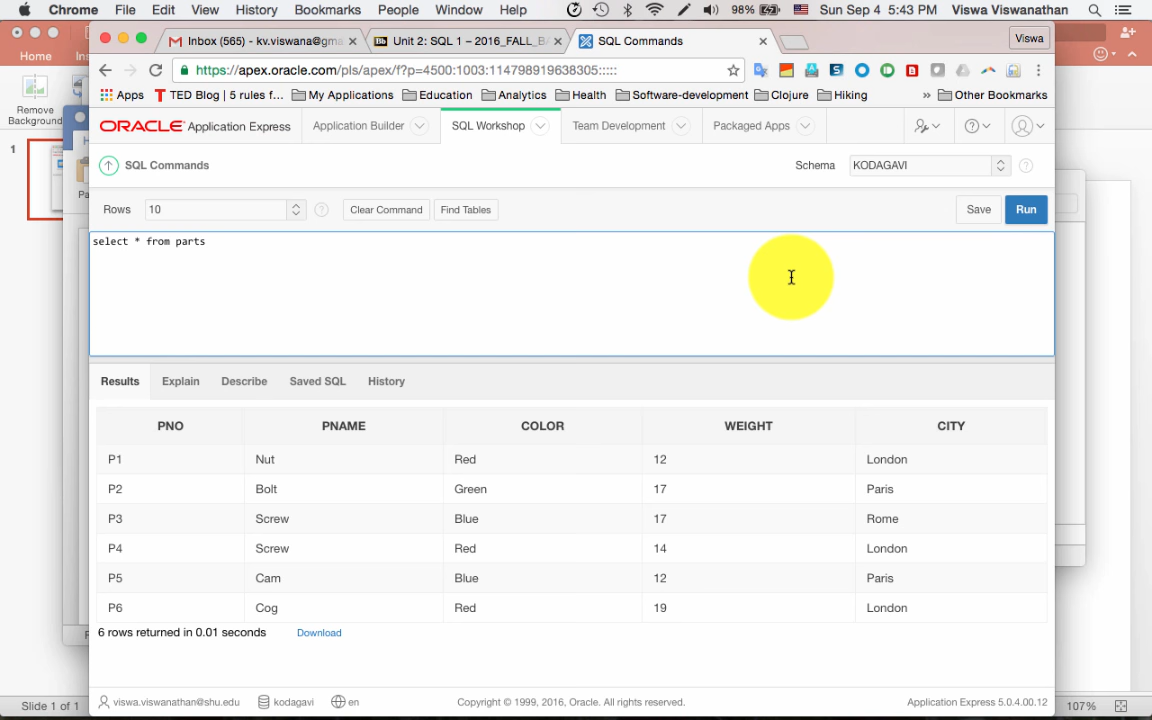 Chrome File Edit View History Bookmarks People Window Help 98% Sun Sep 4 5:43 PM Viswa Viswanathan
Inbox (565) - kv.viswana@gma
Unit 2: SQL 1 – 2016_FALL_BA
SQL Commands
Viswa
Home
https://apex.oracle.com/pls/apex/f?p=4500:1003:114798919638305:::::
Apps TED Blog | 5 rules f... My Applications Education Analytics Health Software-development Clojure Hiking » Other Bookmarks
Remove
Background
ORACLE Application Express Application Builder SQL Workshop Team Development Packaged Apps
1
SQL Commands Schema KODAGAVI
Rows 10 Clear Command Find Tables Save Run
select * from parts
Results Explain Describe Saved SQL History
PNO PNAME COLOR WEIGHT CITY
P1 Nut Red 12 London
P2 Bolt Green 17 Paris
P3 Screw Blue 17 Rome
P4 Screw Red 14 London
P5 Cam Blue 12 Paris
P6 Cog Red 19 London
6 rows returned in 0.01 seconds Download
viswa.viswanathan@shu.edu kodagavi en Copyright © 1999, 2016, Oracle. All rights reserved. Application Express 5.0.4.00.12
Slide 1 of 1 107%